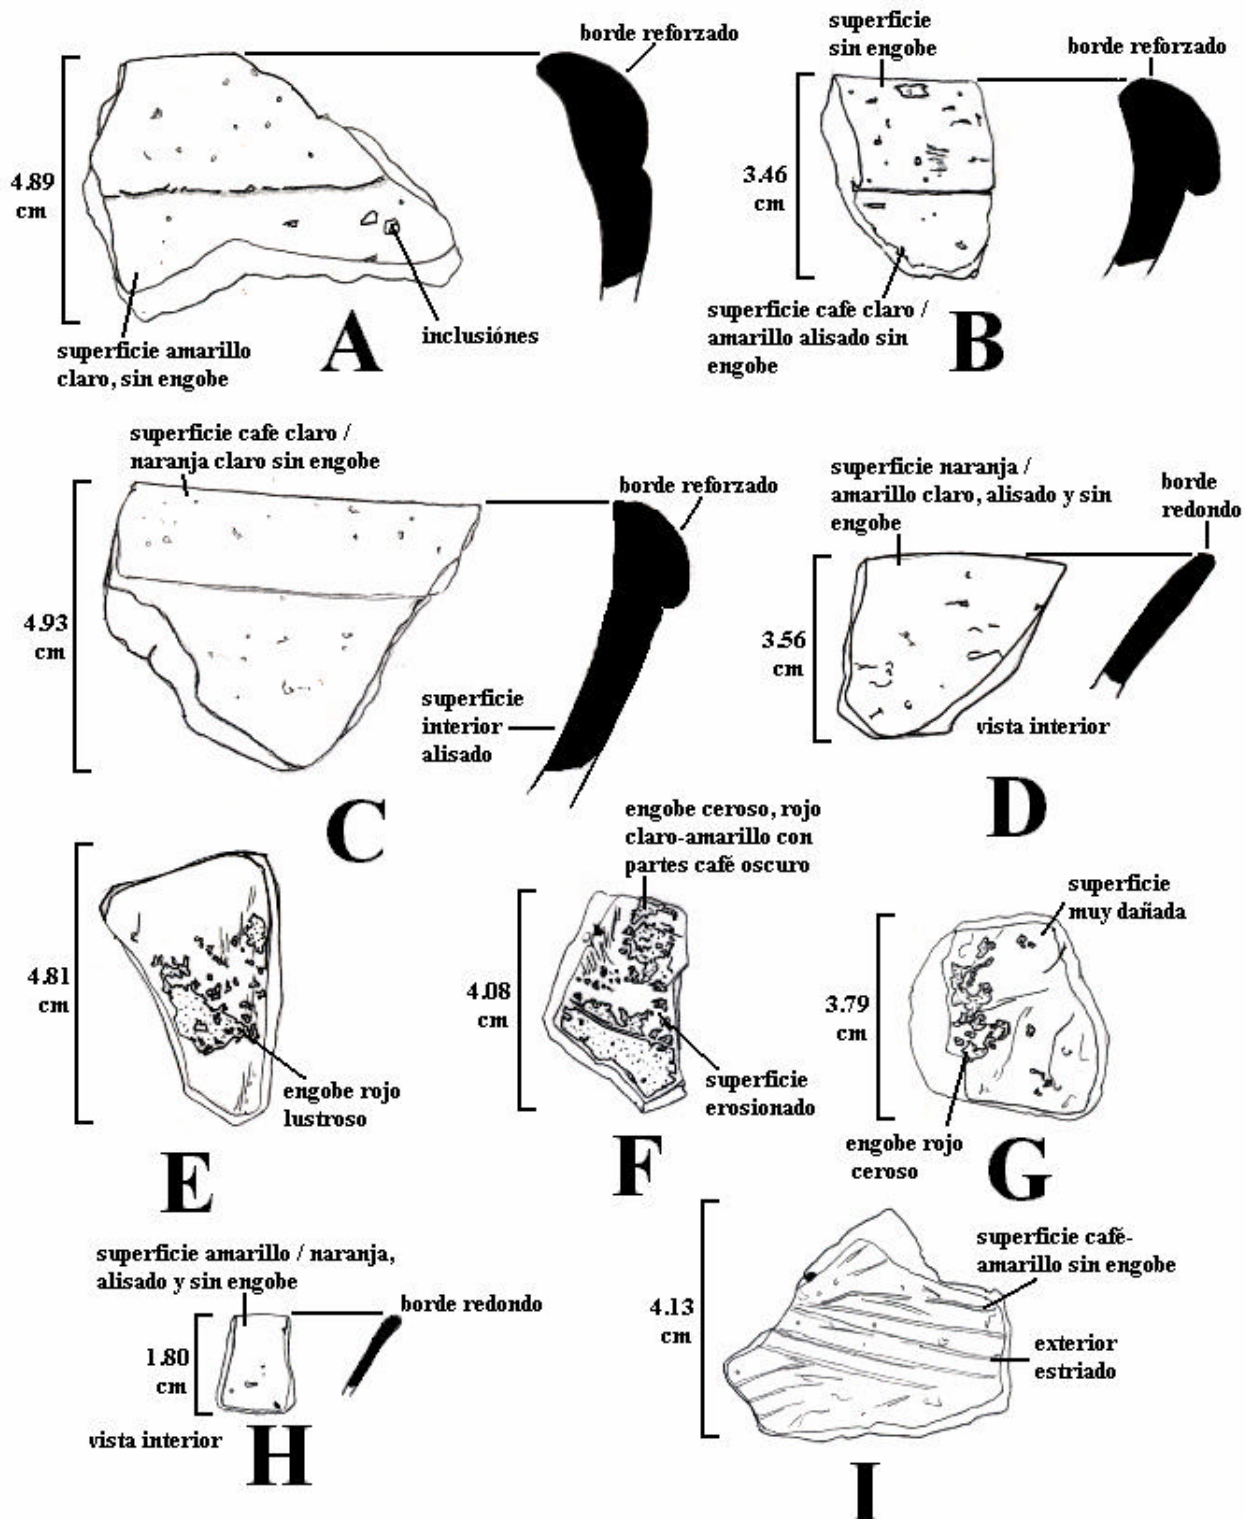 borde reforzado
4.89
cm
superficie amarillo
claro, sin engobe
inclusiónes
A
superficie
sin engobe
borde reforzado
3.46
cm
superficie cafe claro /
amarillo alisado sin
engobe
B
superficie cafe claro /
naranja claro sin engobe
borde reforzado
4.93
cm
superficie
interior
alisado
C
superficie naranja /
amarillo claro, alisado y sin
engobe
borde
redondo
3.56
cm
vista interior
D
4.81
cm
engobe rojo
lustroso
E
engobe ceroso, rojo
claro-amarillo con
partes café oscuro
4.08
cm
superficie
erosionado
F
superficie
muy dañada
3.79
cm
engobe rojo
ceroso
G
superficie amarillo / naranja,
alisado y sin engobe
borde redondo
1.80
cm
vista interior
H
superficie café-
amarillo sin engobe
4.13
cm
exterior
estriado
I